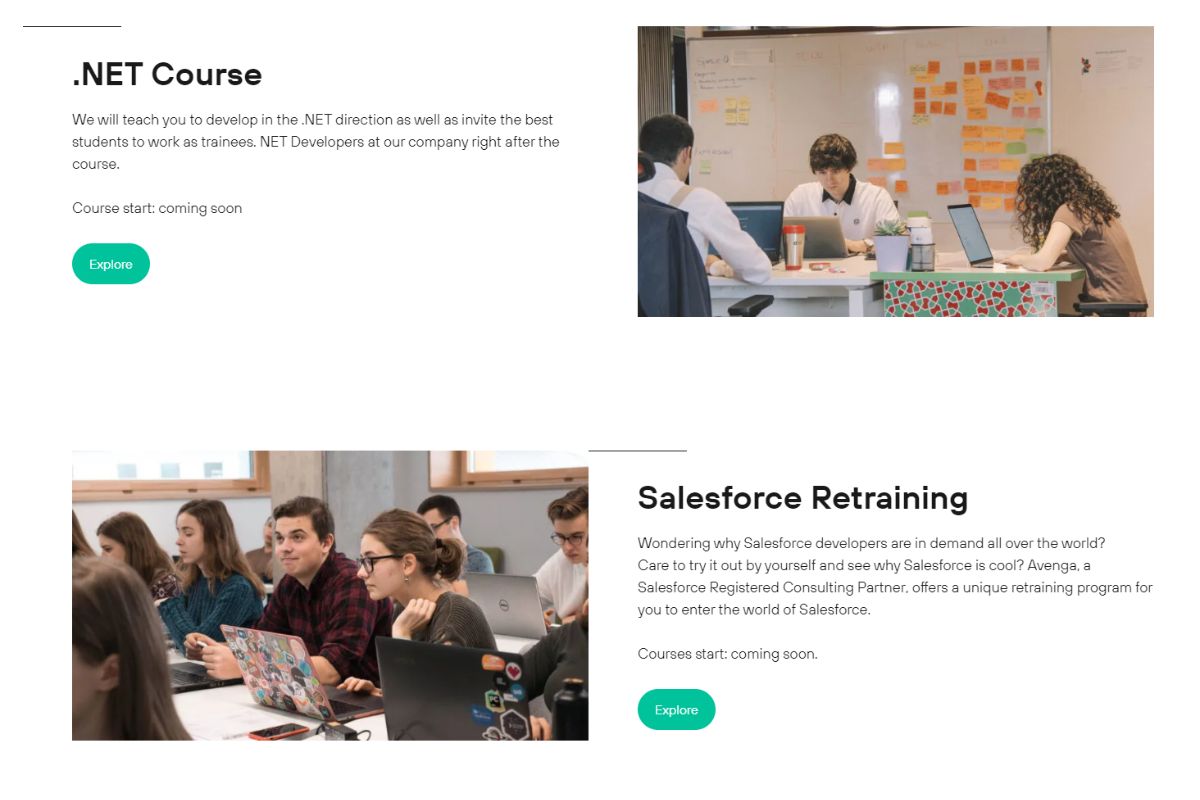 .NET Course
We will teach you to develop in the .NET direction as well as invite the best
students to work as trainees. NET Developers at our company right after the
course.
Course start: coming soon
Explore
Salesforce Retraining
Wondering why Salesforce developers are in demand all over the world?
Care to try it out by yourself and see why Salesforce is cool? Avenga, a
Salesforce Registered Consulting Partner, offers a unique retraining program for
you to enter the world of Salesforce.
Courses start: coming soon.
Explore